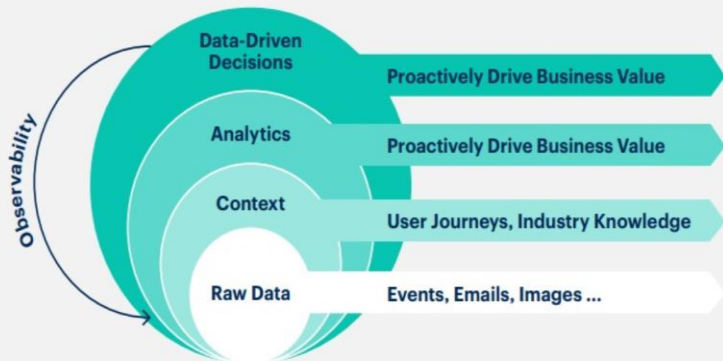 Observability
Data-Driven
Decisions
Proactively Drive Business Value
Analytics
Proactively Drive Business Value
Context
User Journeys, Industry Knowledge
Raw Data
Events, Emails, Images ...